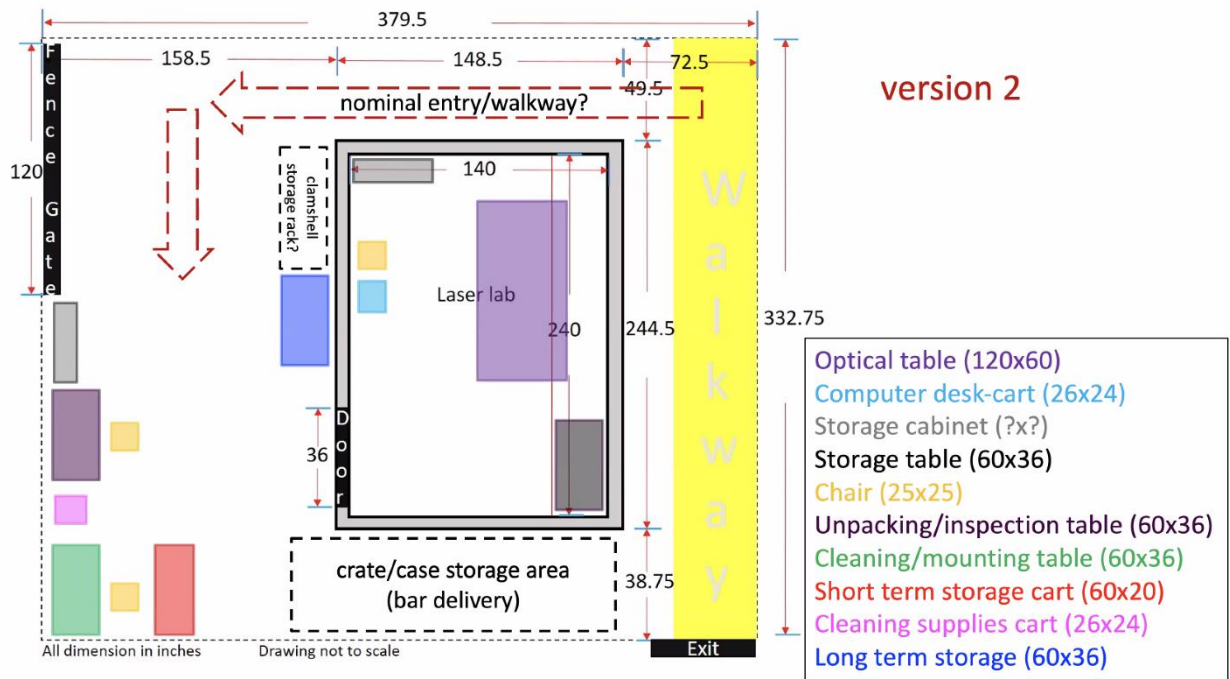 379.5
158.5
148.5
72.5
49.5
version 2
nominal entry/walkway?
Fence Gate
120
clamshell
storage rack?
140
Laser lab
240
244.5
332.75
Walkway
Door
36
crate/case storage area
(bar delivery)
38.75
Exit
All dimension in inches
Drawing not to scale
Optical table (120x60)
Computer desk-cart (26x24)
Storage cabinet (?x?)
Storage table (60x36)
Chair (25x25)
Unpacking/inspection table (60x36)
Cleaning/mounting table (60x36)
Short term storage cart (60x20)
Cleaning supplies cart (26x24)
Long term storage (60x36)